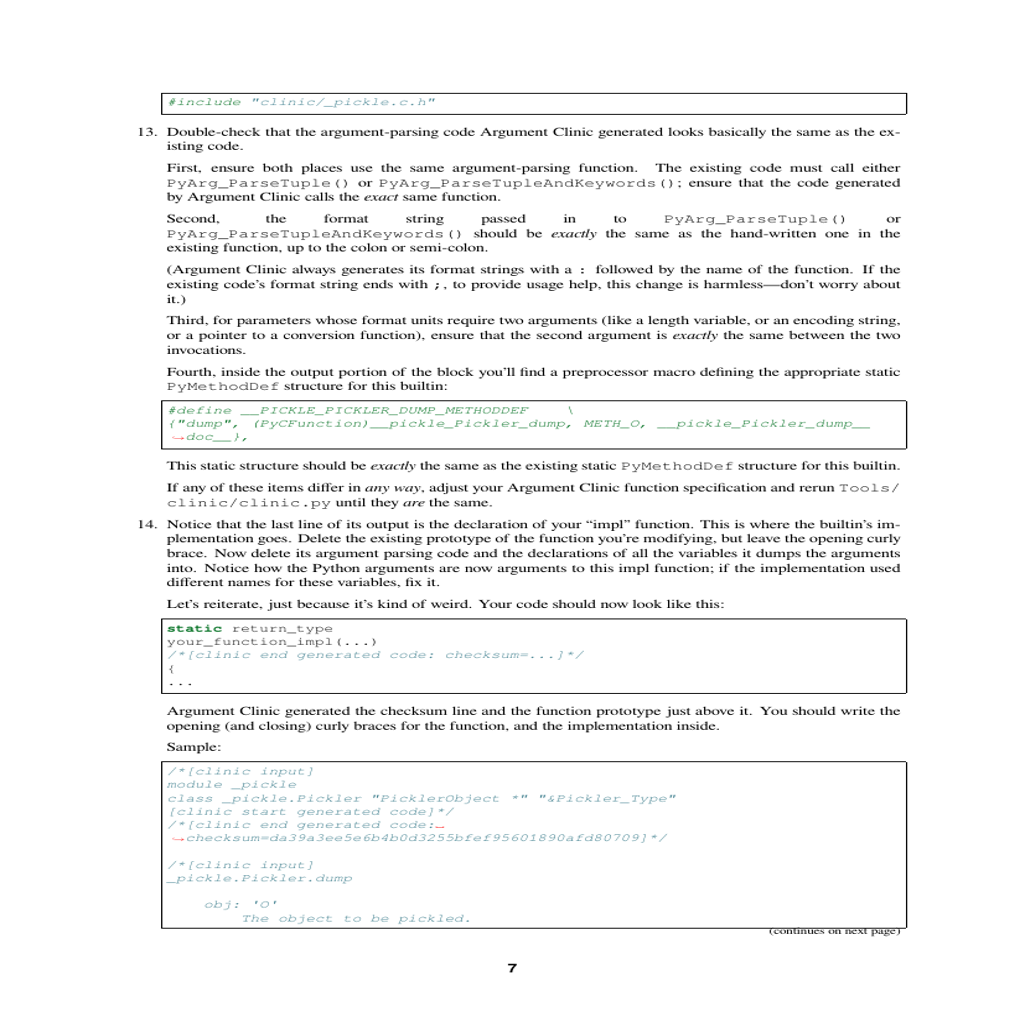 #include "clinic/_pickle.c.h"
13. Double-check that the argument-parsing code Argument Clinic generated looks basically the same as the ex-
isting code.
First, ensure both places use the same argument-parsing function. The existing code must call either
PyArg_ParseTuple() or PyArg_ParseTupleAndKeywords(); ensure that the code generated
by Argument Clinic calls the exact same function.
Second, the format string passed in to PyArg_ParseTuple() or
PyArg_ParseTupleAndKeywords() should be exactly the same as the hand-written one in the
existing function, up to the colon or semi-colon.
(Argument Clinic always generates its format strings with a : followed by the name of the function. If the
existing code's format string ends with ;, to provide usage help, this change is harmless—don't worry about
it.)
Third, for parameters whose format units require two arguments (like a length variable, or an encoding string,
or a pointer to a conversion function), ensure that the second argument is exactly the same between the two
invocations.
Fourth, inside the output portion of the block you'll find a preprocessor macro defining the appropriate static
PyMethodDef structure for this builtin:
#define __PICKLE_PICKLER_DUMP_METHODDEF    \
{"dump", (PyCFunction)__pickle_Pickler_dump, METH_O, __pickle_Pickler_dump__
↪doc__},
This static structure should be exactly the same as the existing static PyMethodDef structure for this builtin.
If any of these items differ in any way, adjust your Argument Clinic function specification and rerun Tools/
clinic/clinic.py until they are the same.
14. Notice that the last line of its output is the declaration of your “impl” function. This is where the builtin's im-
plementation goes. Delete the existing prototype of the function you're modifying, but leave the opening curly
brace. Now delete its argument parsing code and the declarations of all the variables it dumps the arguments
into. Notice how the Python arguments are now arguments to this impl function; if the implementation used
different names for these variables, fix it.
Let's reiterate, just because it's kind of weird. Your code should now look like this:
static return_type
your_function_impl(...)
/*[clinic end generated code: checksum=...]*/
{
...
Argument Clinic generated the checksum line and the function prototype just above it. You should write the
opening (and closing) curly braces for the function, and the implementation inside.
Sample:
/*[clinic input]
module _pickle
class _pickle.Pickler "PicklerObject *" "&Pickler_Type"
[clinic start generated code]*/
/*[clinic end generated code:␣
↪checksum=da39a3ee5e6b4b0d3255bfef95601890afd80709]*/
/*[clinic input]
_pickle.Pickler.dump
    obj: 'O'
        The object to be pickled.
(continues on next page)
7